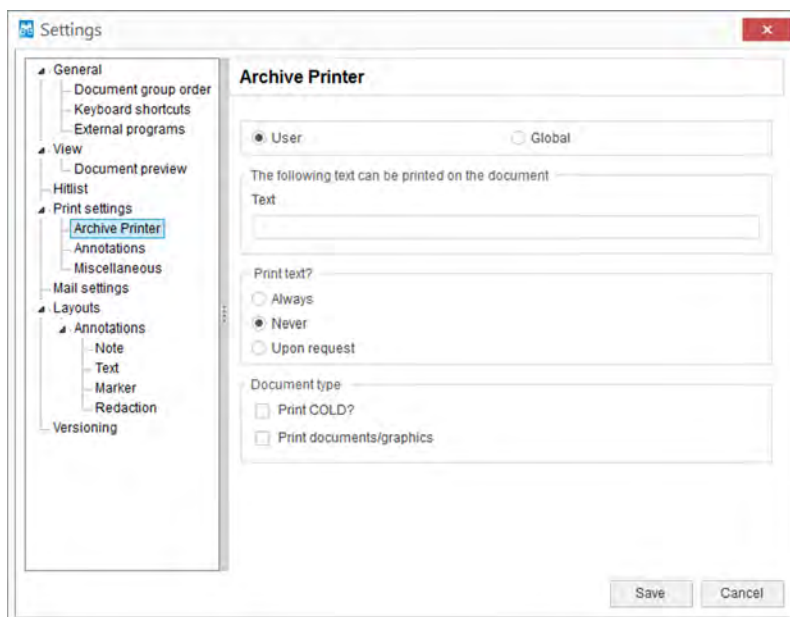 Settings
General
Document group order
Keyboard shortcuts
External programs
View
Document preview
Hitlist
Print settings
Archive Printer
Annotations
Miscellaneous
Mail settings
Layouts
Annotations
Note
Text
Marker
Redaction
Versioning
Archive Printer
User Global
The following text can be printed on the document
Text
Print text?
Always
Never
Upon request
Document type
Print COLD?
Print documents/graphics
Save Cancel